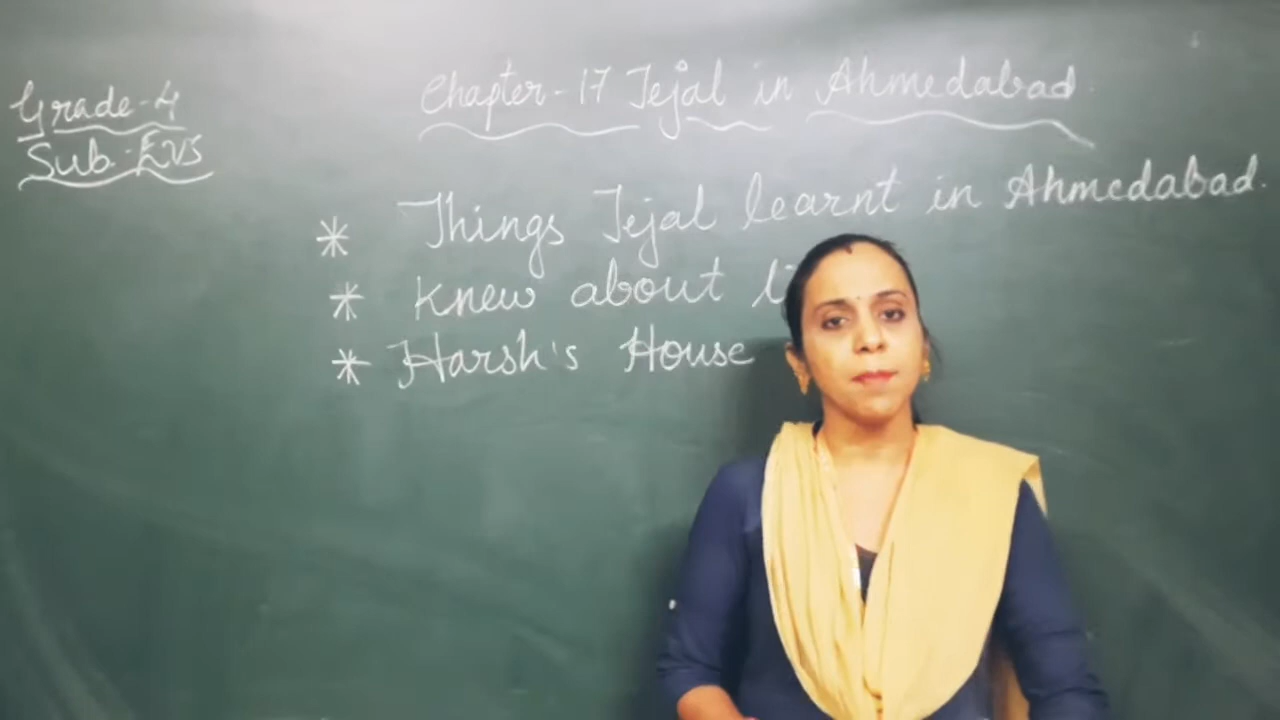 Grade-4
Sub-EVS
Chapter-17 Tejal in Ahmedabad.
* Things Tejal learnt in Ahmedabad.
* Knew about
* Harsh's House